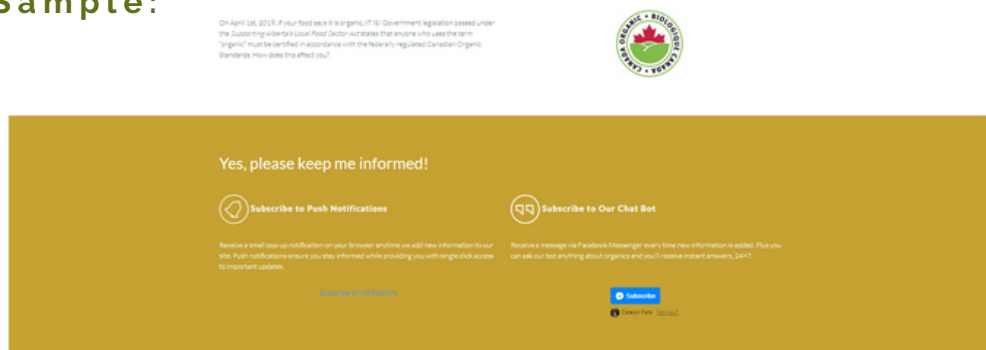 Sample:
On April 1st, 2019, if your food says it is organic, IT IS! Government legislation passed under
the Supporting Alberta's Local Food Sector Act states that anyone who uses the term
"organic" must be certified in accordance with the federally regulated Canadian Organic
Standards. How does this affect you?
CANADA ORGANIC • BIOLOGIQUE CANADA •
Yes, please keep me informed!
Subscribe to Push Notifications
Receive a small pop-up notification on your browser anytime we add new information to our
site. Push notifications ensure you stay informed while providing you with single click access
to important updates.
Subscribe to notifications
Subscribe to Our Chat Bot
Receive a message via Facebook Messenger every time new information is added. Plus you
can ask our bot anything about organics and you'll receive instant answers, 24×7.
Subscribe
Not you?